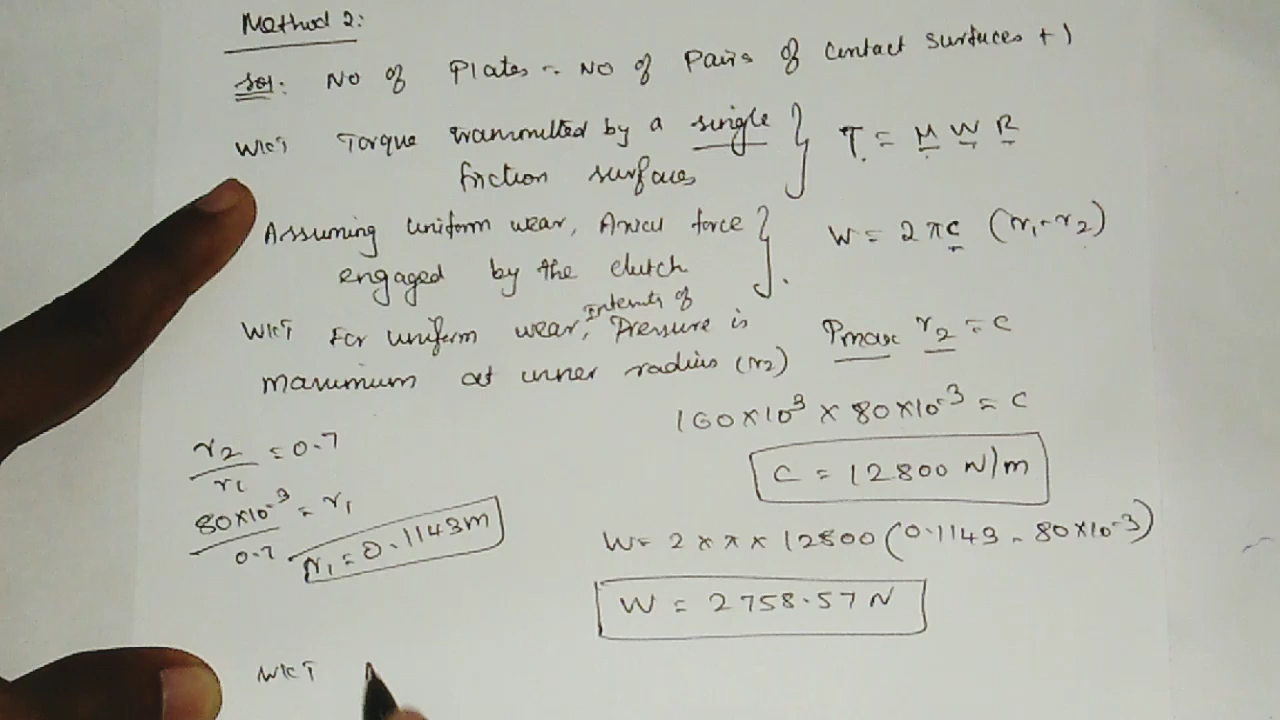 Method 2:
Sol: No of Plates = No of Pairs of Contact Surfaces + 1
WKT Torque transmitted by a single } T = μ W R
friction surfaces
Assuming uniform wear, Axial force } W = 2πc (r₁-r₂)
engaged by the clutch
WKT For uniform wear, Intensity of Pressure is
maximum at inner radius (r2) Pmax r₂ = C
160×10³ × 80×10⁻³ = C
C = 12800 N/m
r₂/r₁ = 0.7
80×10⁻³/0.7 = r₁
r₁ = 0.1143m
W = 2 × π × 12800 (0.1143 - 80×10⁻³)
W = 2758.57 N
WKT